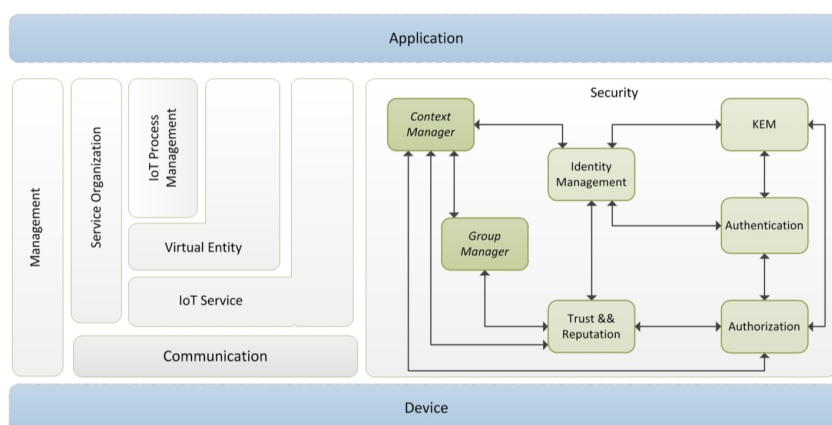 Application
Management
Service Organization
IoT Process
Management
Virtual Entity
IoT Service
Communication
Security
Context
Manager
KEM
Identity
Management
Group
Manager
Authentication
Trust &&
Reputation
Authorization
Device